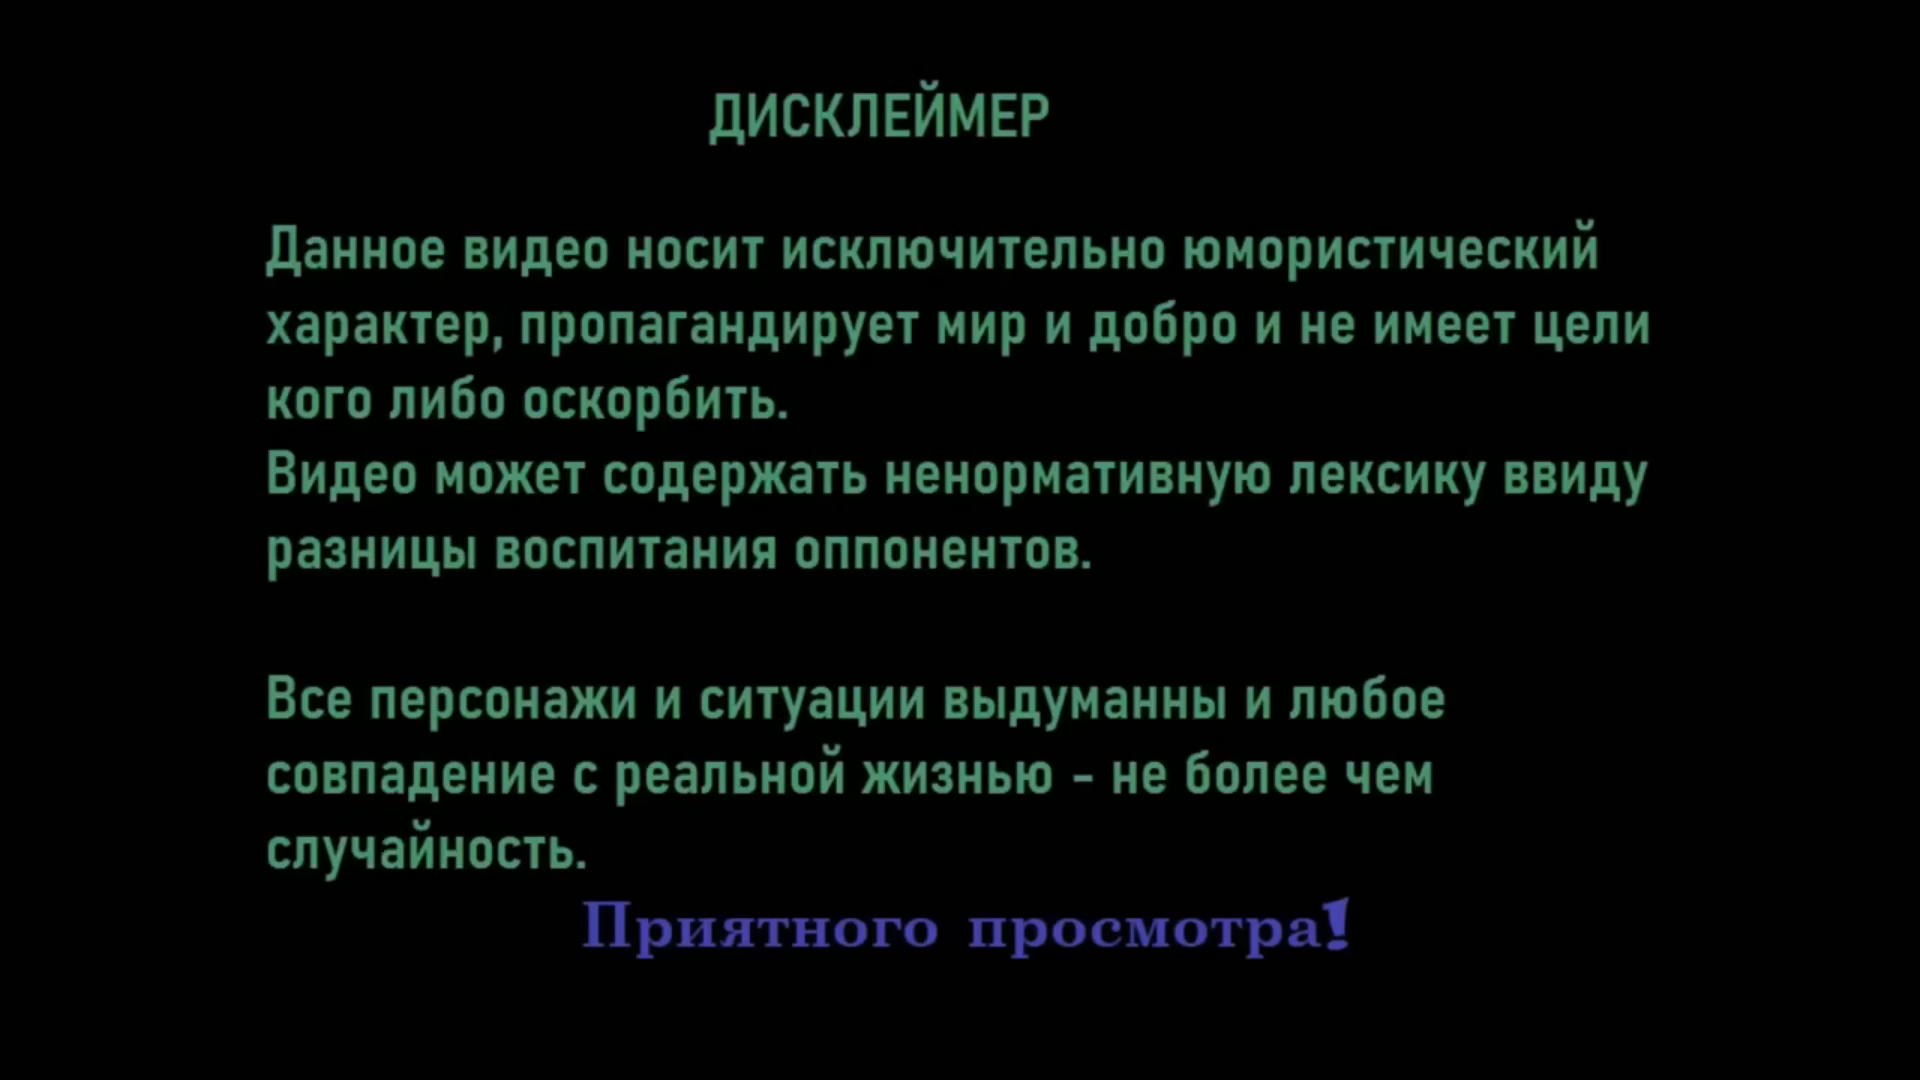 ДИСКЛЕЙМЕР
Данное видео носит исключительно юмористический
характер, пропагандирует мир и добро и не имеет цели
кого либо оскорбить.
Видео может содержать ненормативную лексику ввиду
разницы воспитания оппонентов.
Все персонажи и ситуации выдуманны и любое
совпадение с реальной жизнью - не более чем
случайность.
Приятного просмотра!